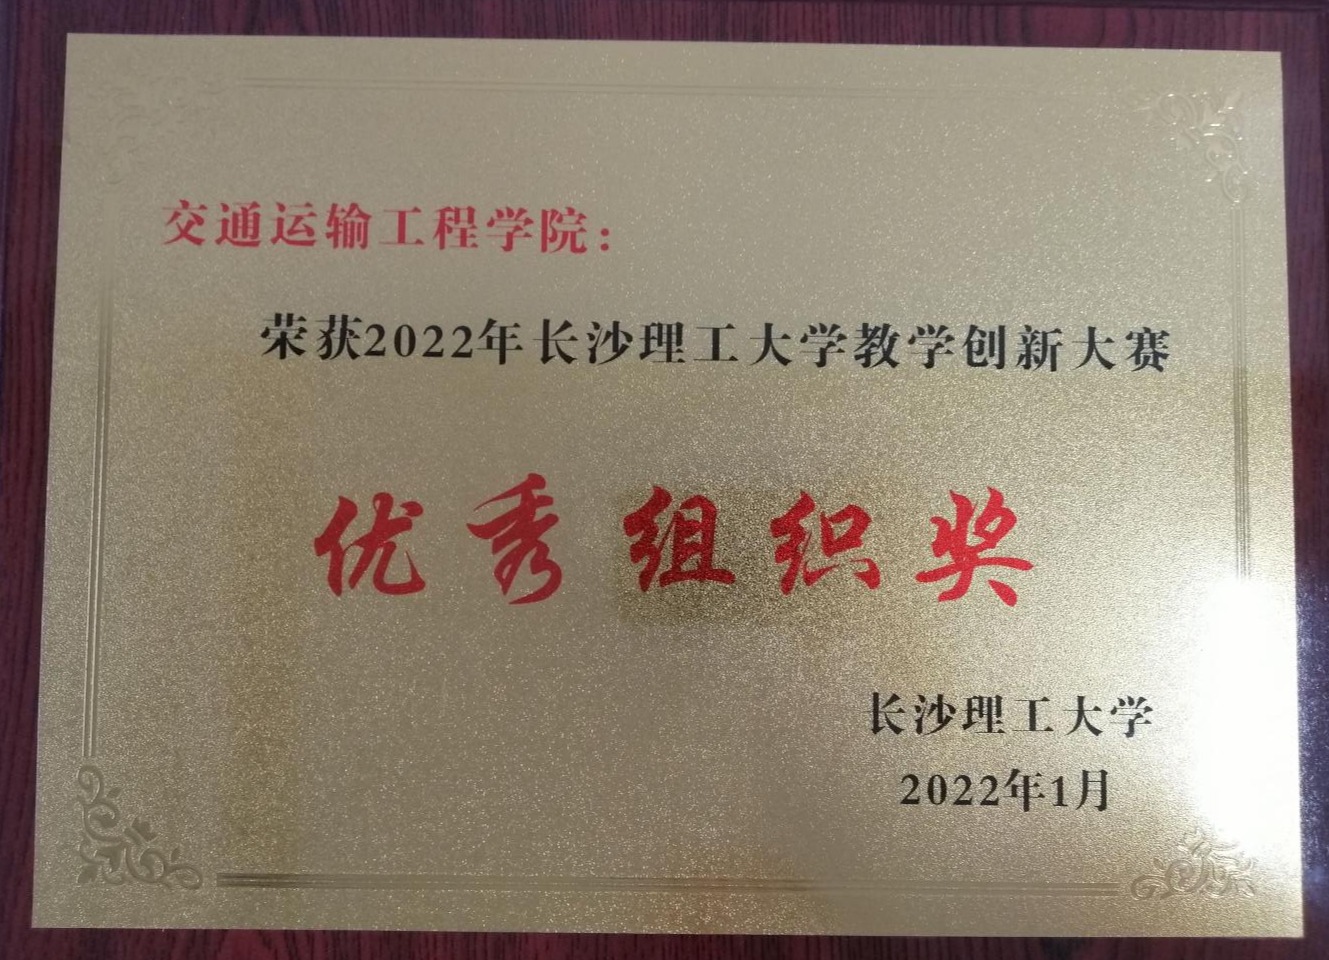 交通运输工程学院：
荣获2022年长沙理工大学教学创新大赛
优秀组织奖
长沙理工大学
2022年1月